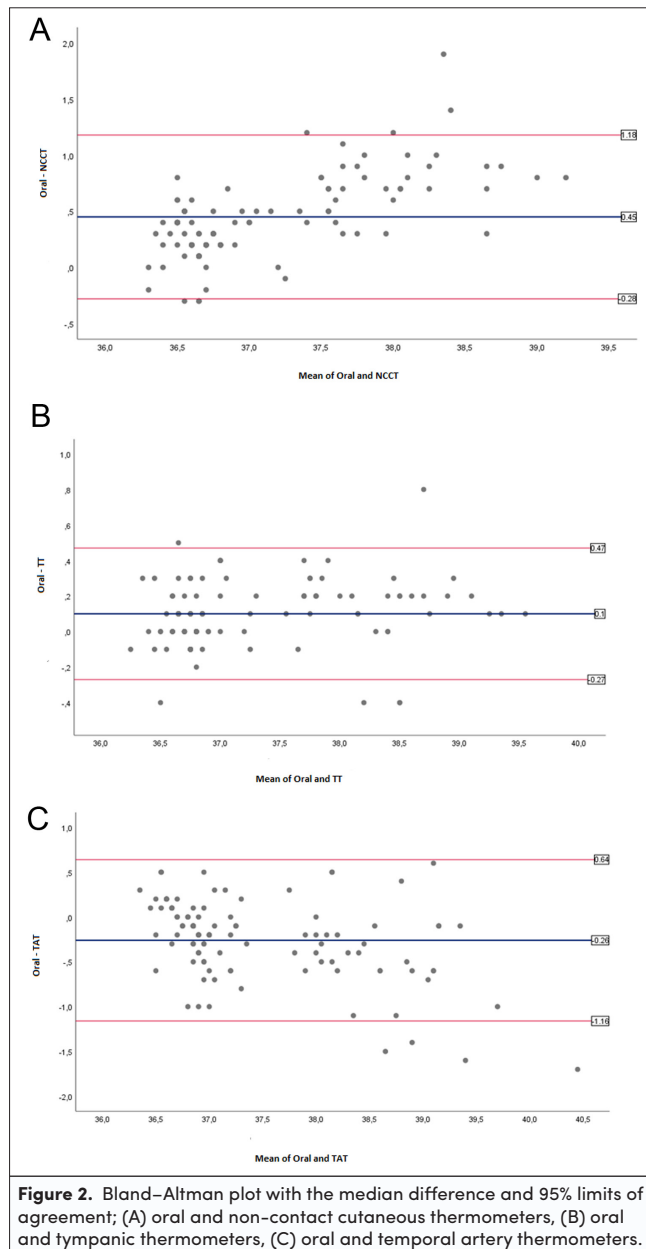 A
2,0
1,5
1,18
1,0
Oral - NCCT
,5
0.45
,0
-0.28
-,5
36,0 36,5 37,0 37,5 38,0 38,5 39,0 39,5
Mean of Oral and NCCT
B
1,0
,8
,6
0.47
,4
Oral - TT
,2
0.1
,0
-,2
-0.27
-,4
36,0 36,5 37,0 37,5 38,0 38,5 39,0 39,5 40,0
Mean of Oral and TT
C
1,0
0.64
,5
,0
Oral - TAT
-0.26
-,5
-1,0
-1.16
-1,5
-2,0
36,0 36,5 37,0 37,5 38,0 38,5 39,0 39,5 40,0 40,5
Mean of Oral and TAT
Figure 2. Bland–Altman plot with the median difference and 95% limits of
agreement; (A) oral and non-contact cutaneous thermometers, (B) oral
and tympanic thermometers, (C) oral and temporal artery thermometers.